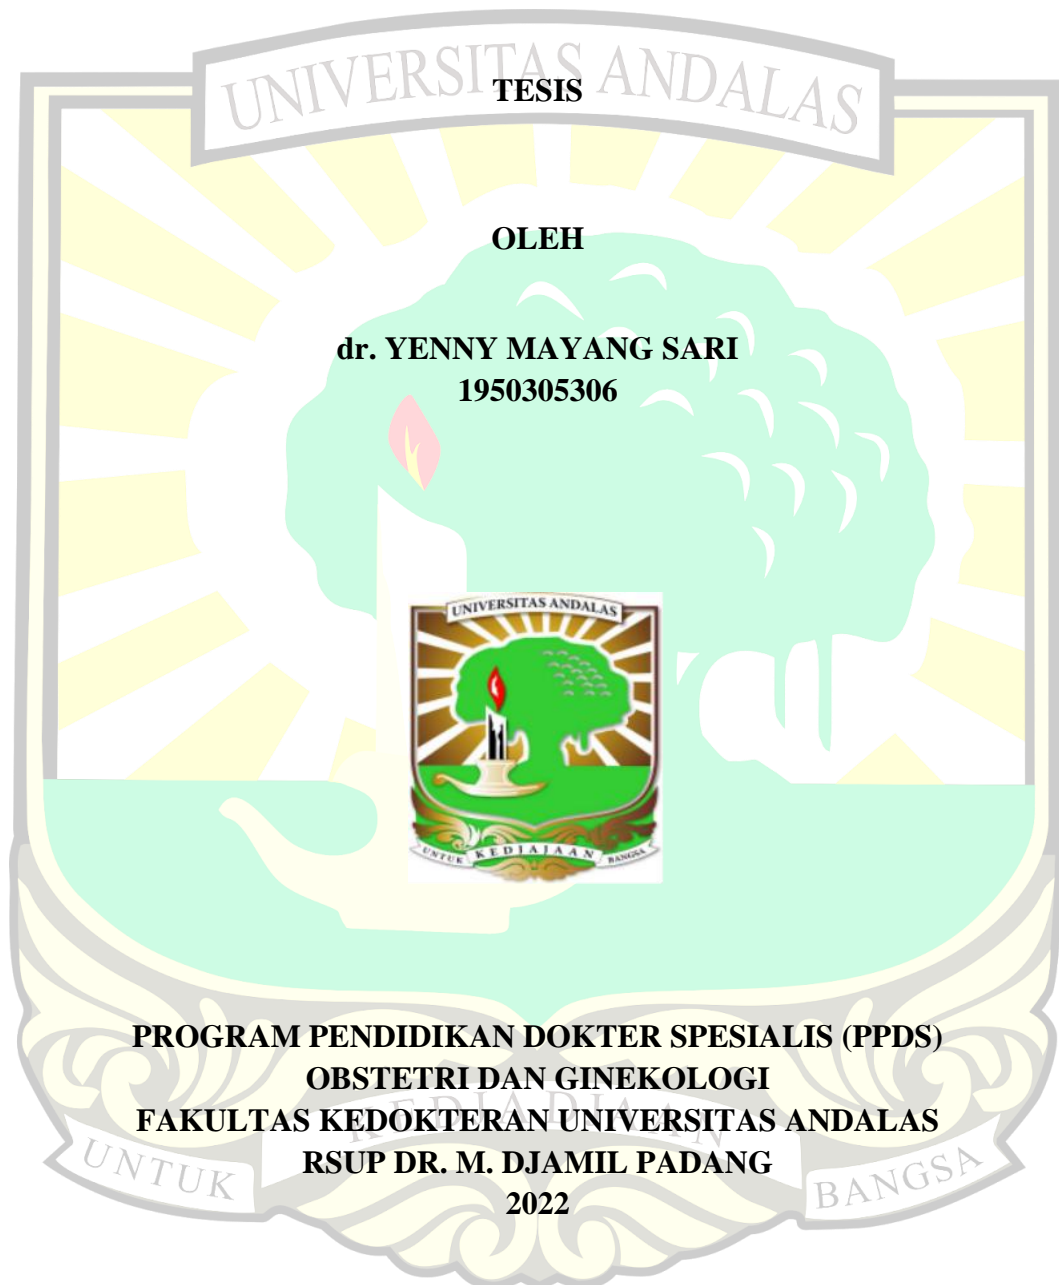 UNIVERSITAS ANDALAS
TESIS
OLEH
dr. YENNY MAYANG SARI
1950305306
UNIVERSITAS ANDALAS
UNTUK KEDJAJAAN BANGSA
PROGRAM PENDIDIKAN DOKTER SPESIALIS (PPDS)
OBSTETRI DAN GINEKOLOGI
FAKULTAS KEDOKTERAN UNIVERSITAS ANDALAS
RSUP DR. M. DJAMIL PADANG
2022
UNTUK KEDJADJAAN BANGSA